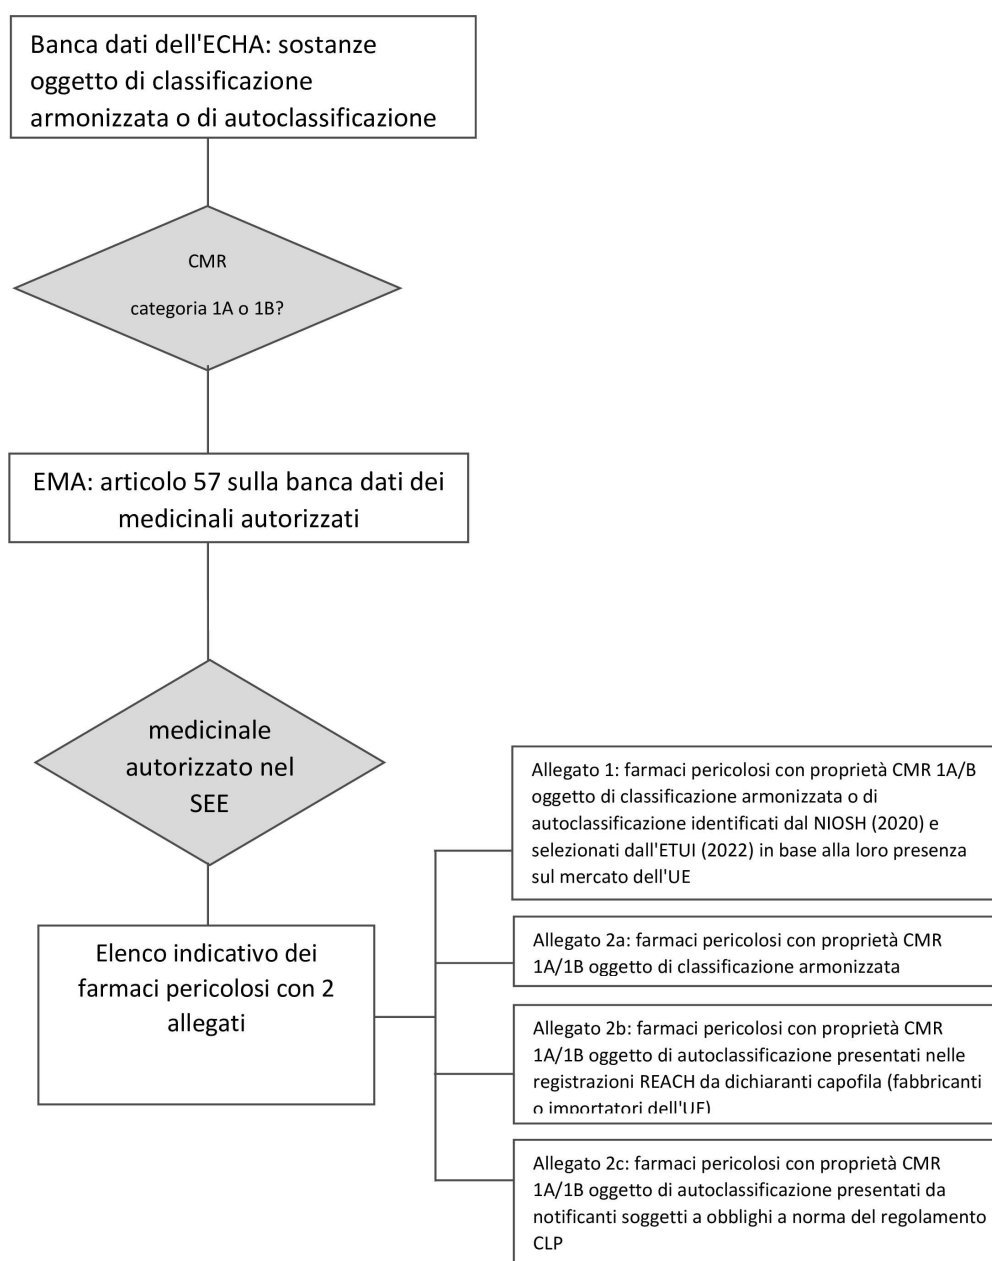 Banca dati dell'ECHA: sostanze
oggetto di classificazione
armonizzata o di autoclassificazione
CMR
categoria 1A o 1B?
EMA: articolo 57 sulla banca dati dei
medicinali autorizzati
medicinale
autorizzato nel
SEE
Elenco indicativo dei
farmaci pericolosi con 2
allegati
Allegato 1: farmaci pericolosi con proprietà CMR 1A/B
oggetto di classificazione armonizzata o di
autoclassificazione identificati dal NIOSH (2020) e
selezionati dall'ETUI (2022) in base alla loro presenza
sul mercato dell'UE
Allegato 2a: farmaci pericolosi con proprietà CMR
1A/1B oggetto di classificazione armonizzata
Allegato 2b: farmaci pericolosi con proprietà CMR
1A/1B oggetto di autoclassificazione presentati nelle
registrazioni REACH da dichiaranti capofila (fabbricanti
o importatori dell'UE)
Allegato 2c: farmaci pericolosi con proprietà CMR
1A/1B oggetto di autoclassificazione presentati da
notificanti soggetti a obblighi a norma del regolamento
CLP